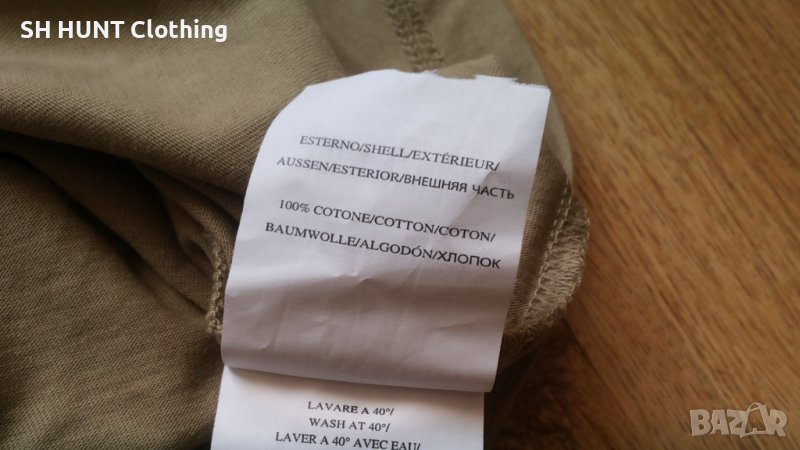 SH HUNT Clothing
ESTERNO/SHELL/EXTÉRIEUR/
AUSSEN/ESTERIOR/ВНЕШНЯЯ ЧАСТЬ
100% COTONE/COTTON/COTON/
BAUMWOLLE/ALGODÓN/ХЛОПОК
LAVARE A 40°/
WASH AT 40°/
LAVER A 40° AVEC EAU/
BAZAR